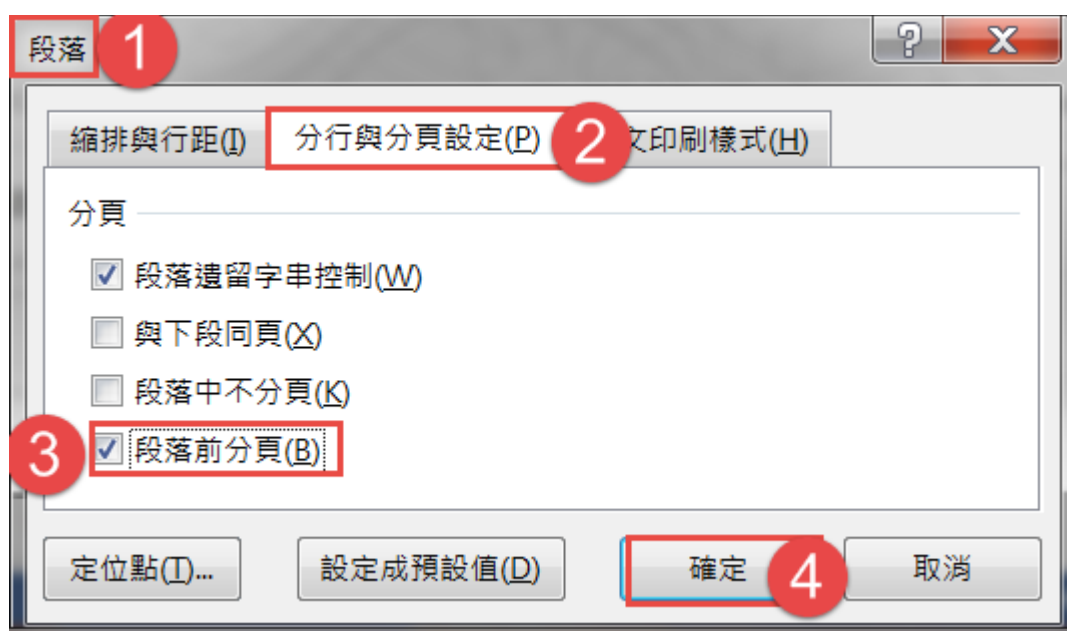 段落 1
縮排與行距(I) 分行與分頁設定(P) 2 文印刷樣式(H)
分頁
段落遺留字串控制(W)
與下段同頁(X)
段落中不分頁(K)
3 段落前分頁(B)
定位點(T)... 設定成預設值(D) 確定 4 取消